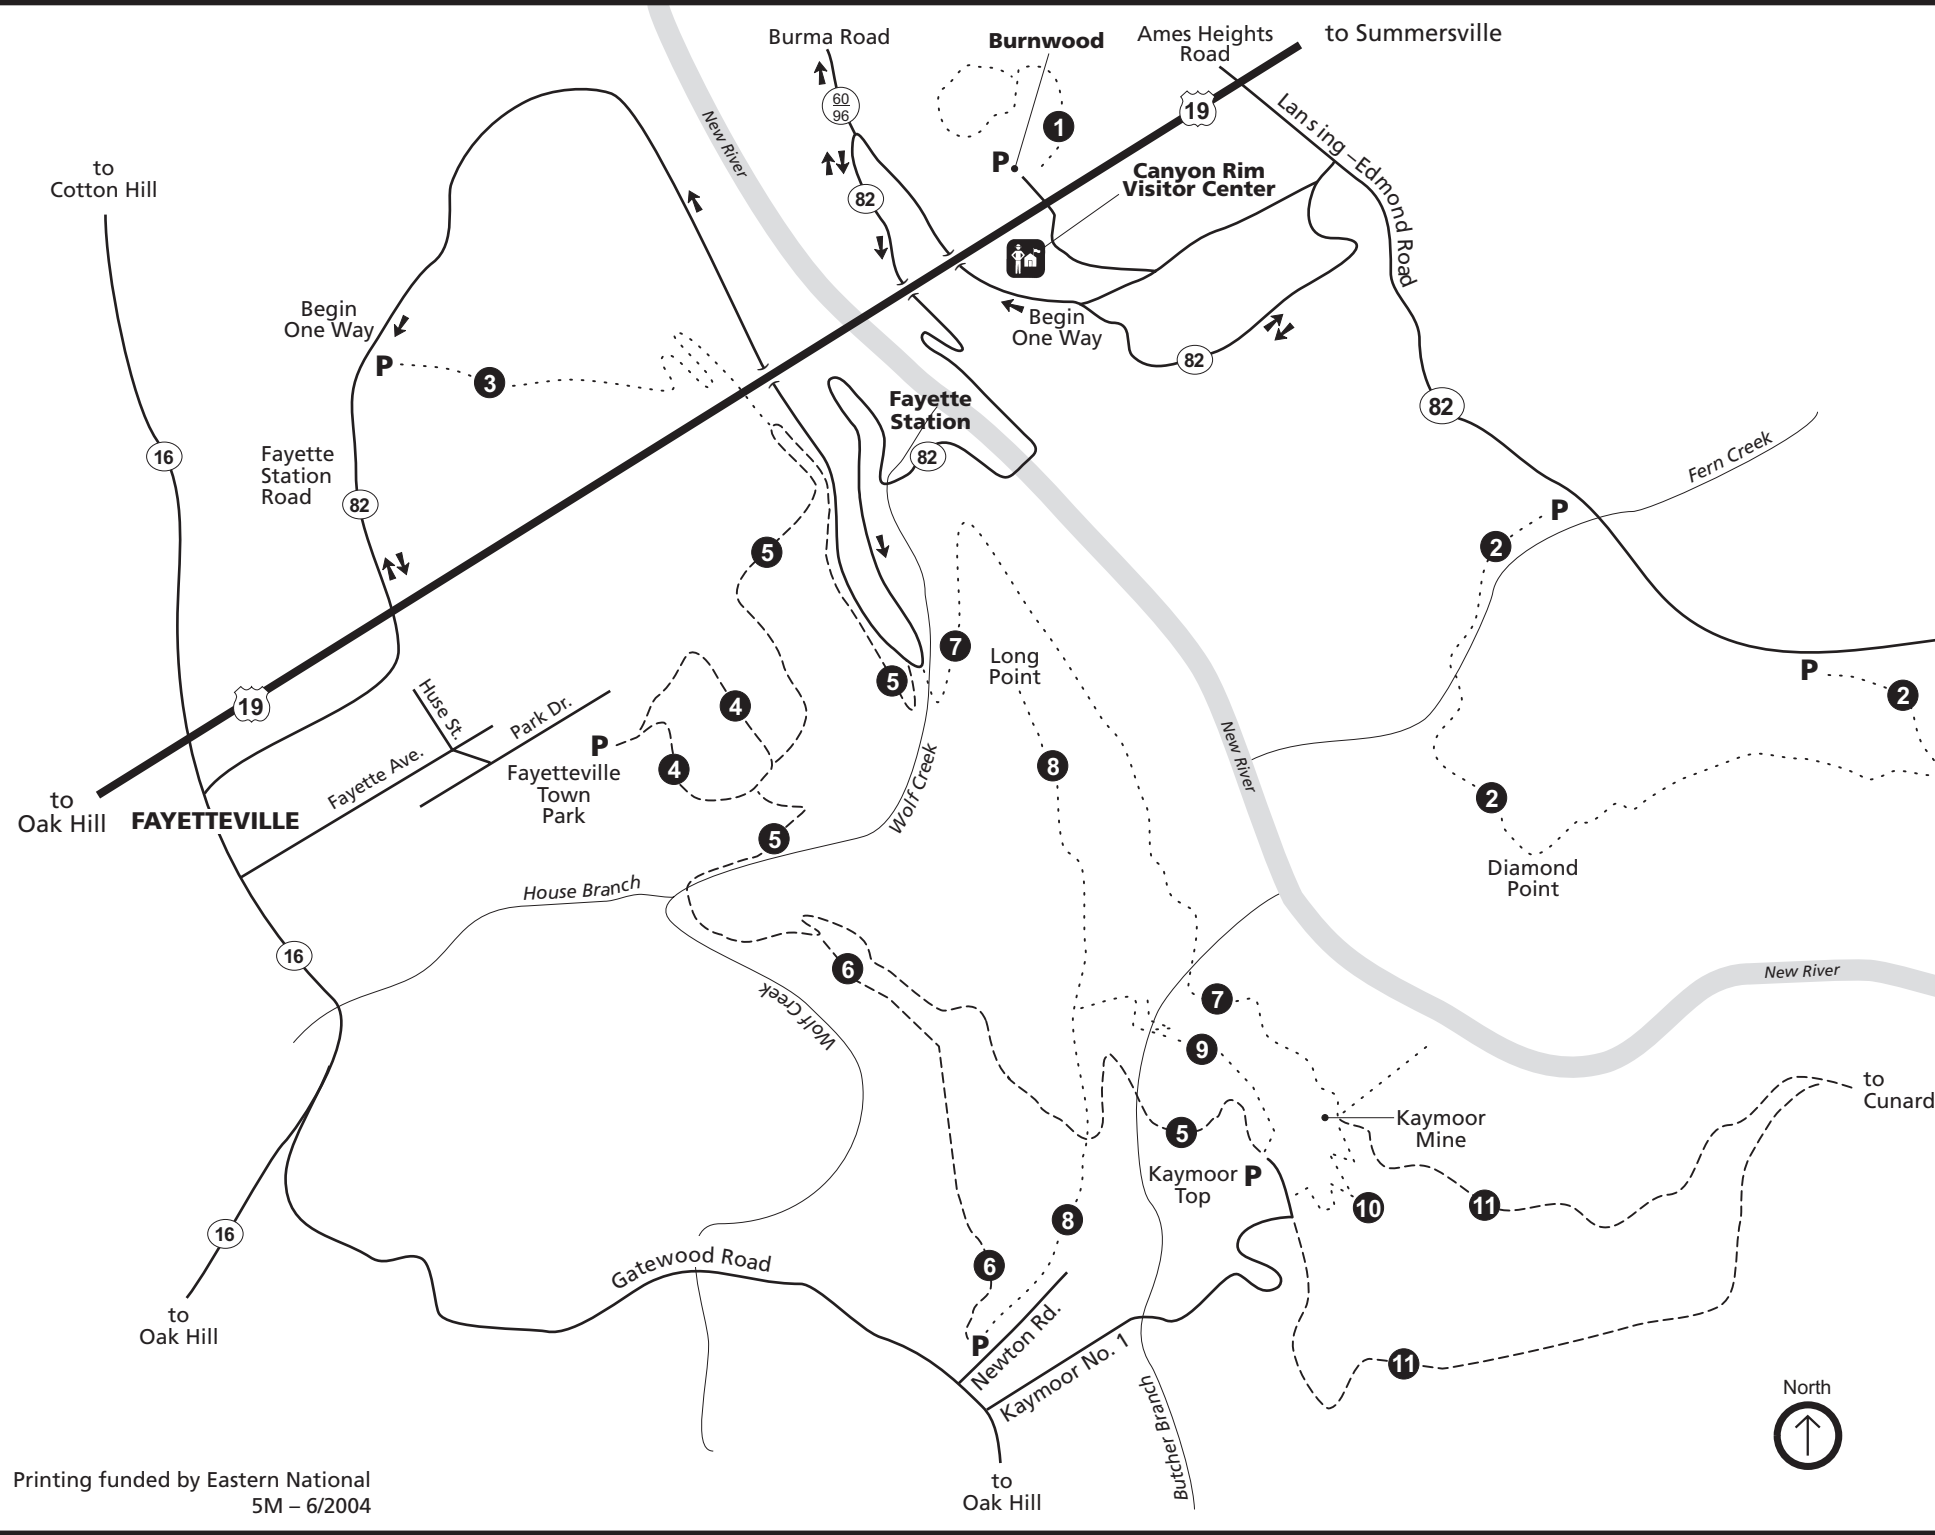 Burma Road
Burnwood
Ames Heights
Road
to Summersville
60
96
1
19
New River
P
Lansing–Edmond Road
Canyon Rim
Visitor Center
to
Cotton Hill
82
Begin
One Way
P
3
Begin
One Way
82
82
Fayette
Station
82
16
Fayette
Station
Road
82
Fern Creek
P
2
5
7
Long
Point
5
P
2
19
Huse St.
Park Dr.
4
P
Fayetteville
Town
Park
4
8
New River
Fayette Ave.
Wolf Creek
2
to
Oak Hill
FAYETTEVILLE
5
Diamond
Point
House Branch
16
6
Wolf Creek
7
New River
9
to
Cunard
Kaymoor
Mine
5
Kaymoor
Top
P
10
11
8
16
6
Gatewood Road
to
Oak Hill
P
Newton Rd.
Kaymoor No. 1
11
Butcher Branch
North
Printing funded by Eastern National
5M – 6/2004
to
Oak Hill